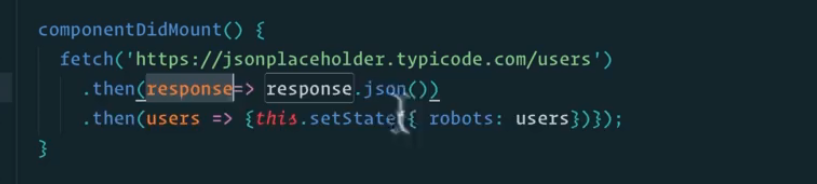 componentDidMount() {
fetch('https://jsonplaceholder.typicode.com/users')
.then(response=> response.json())
.then(users => {this.setState({ robots: users})});
}